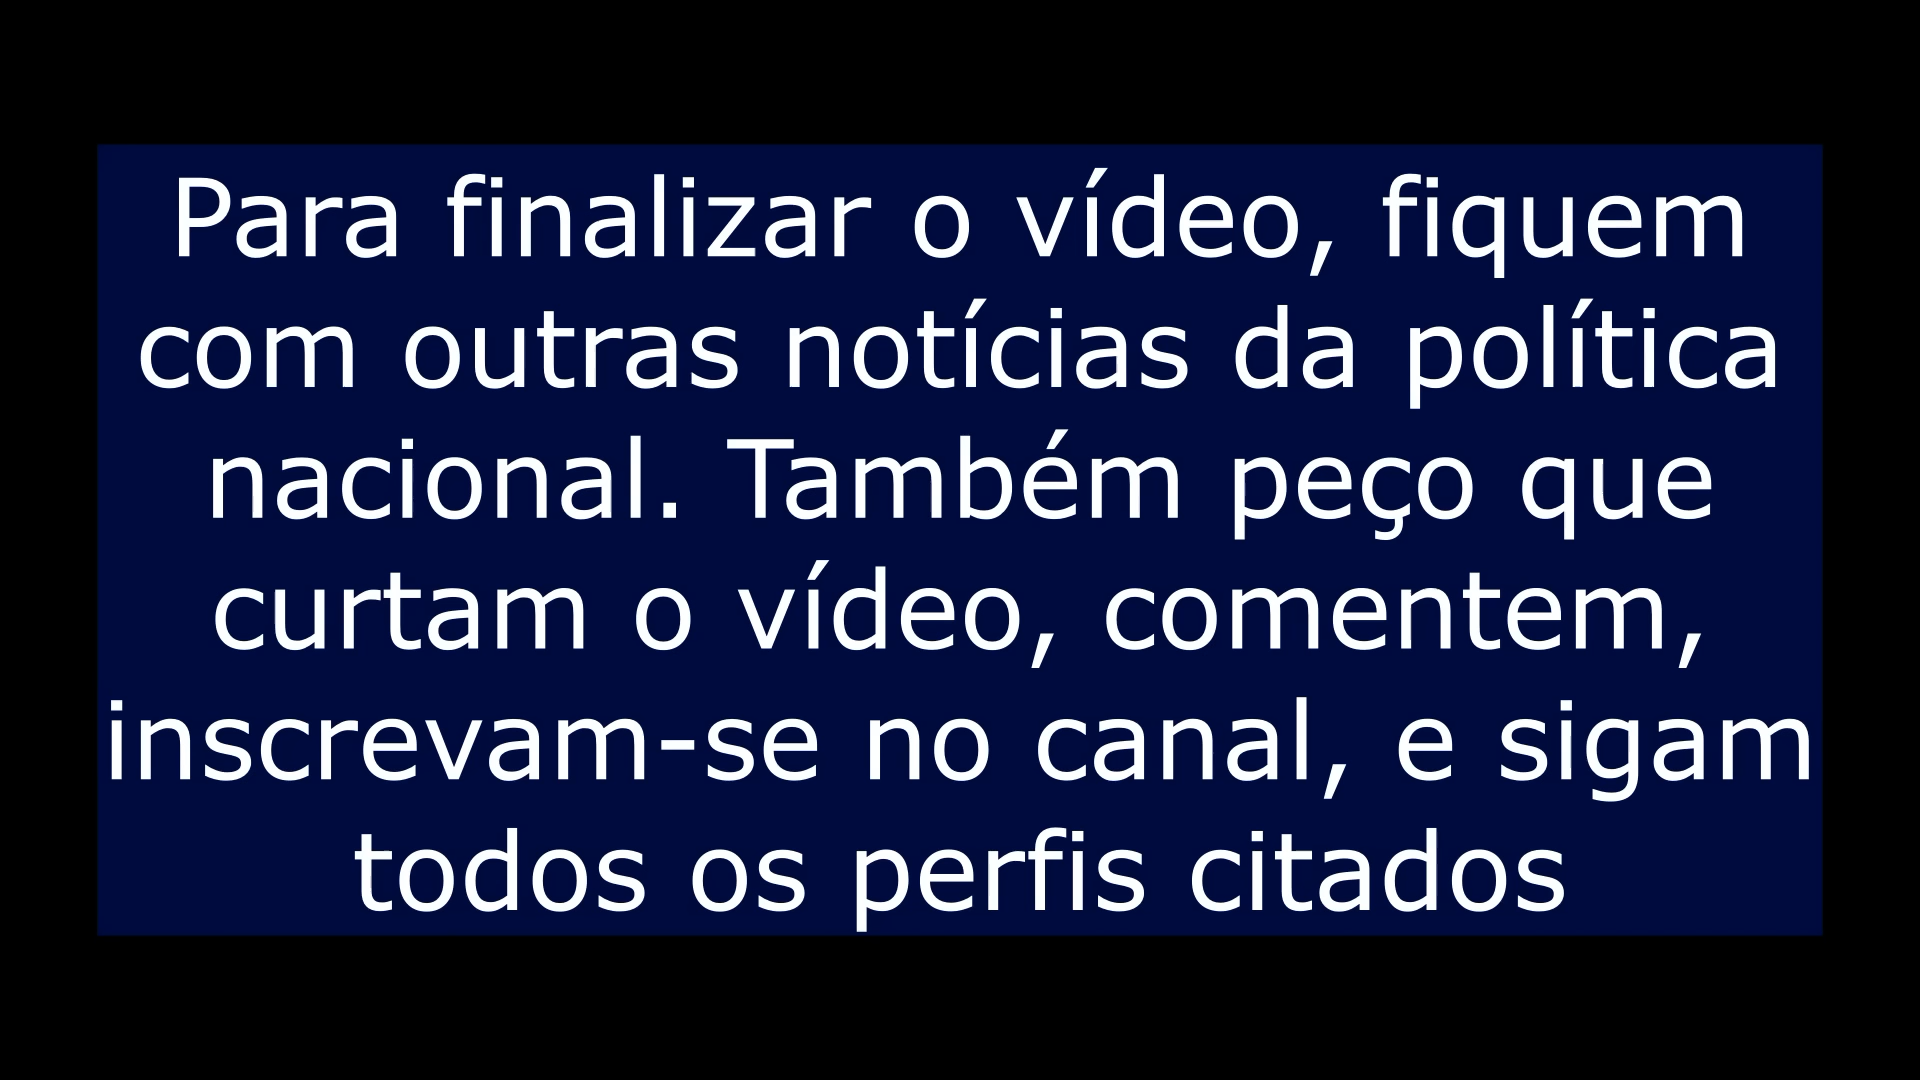 Para finalizar o vídeo, fiquem
com outras notícias da política
nacional. Também peço que
curtam o vídeo, comentem,
inscrevam-se no canal, e sigam
todos os perfis citados